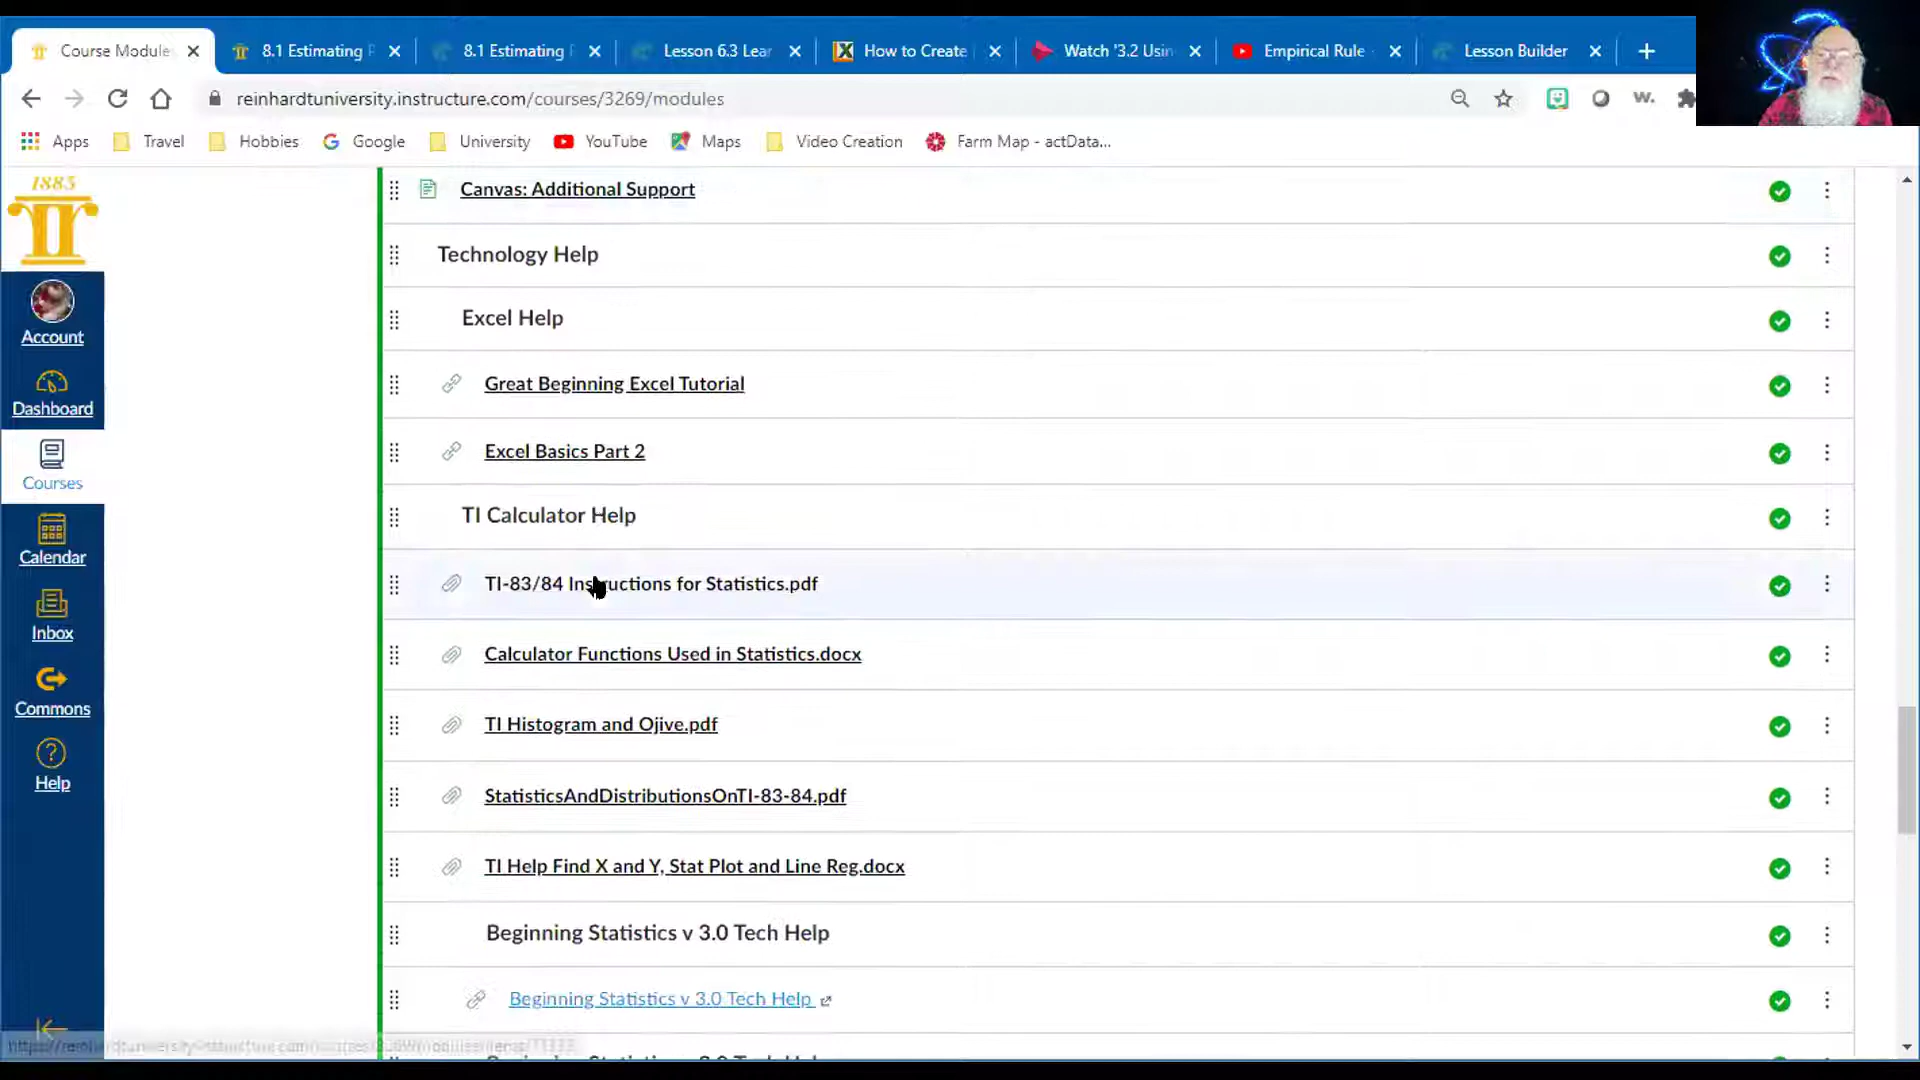 Course Modules
8.1 Estimating P
8.1 Estimating P
Lesson 6.3 Lear
How to Create
Watch '3.2 Usin
Empirical Rule
Lesson Builder
reinhardtuniversity.instructure.com/courses/3269/modules
w.
Apps
Travel
Hobbies
Google
University
YouTube
Maps
Video Creation
Farm Map - actData...
1883
Canvas: Additional Support
Technology Help
Excel Help
Account
Great Beginning Excel Tutorial
Dashboard
Excel Basics Part 2
Courses
TI Calculator Help
Calendar
TI-83/84 Instructions for Statistics.pdf
Inbox
Calculator Functions Used in Statistics.docx
Commons
TI Histogram and Ojive.pdf
Help
StatisticsAndDistributionsOnTI-83-84.pdf
TI Help Find X and Y, Stat Plot and Line Reg.docx
Beginning Statistics v 3.0 Tech Help
Beginning Statistics v 3.0 Tech Help